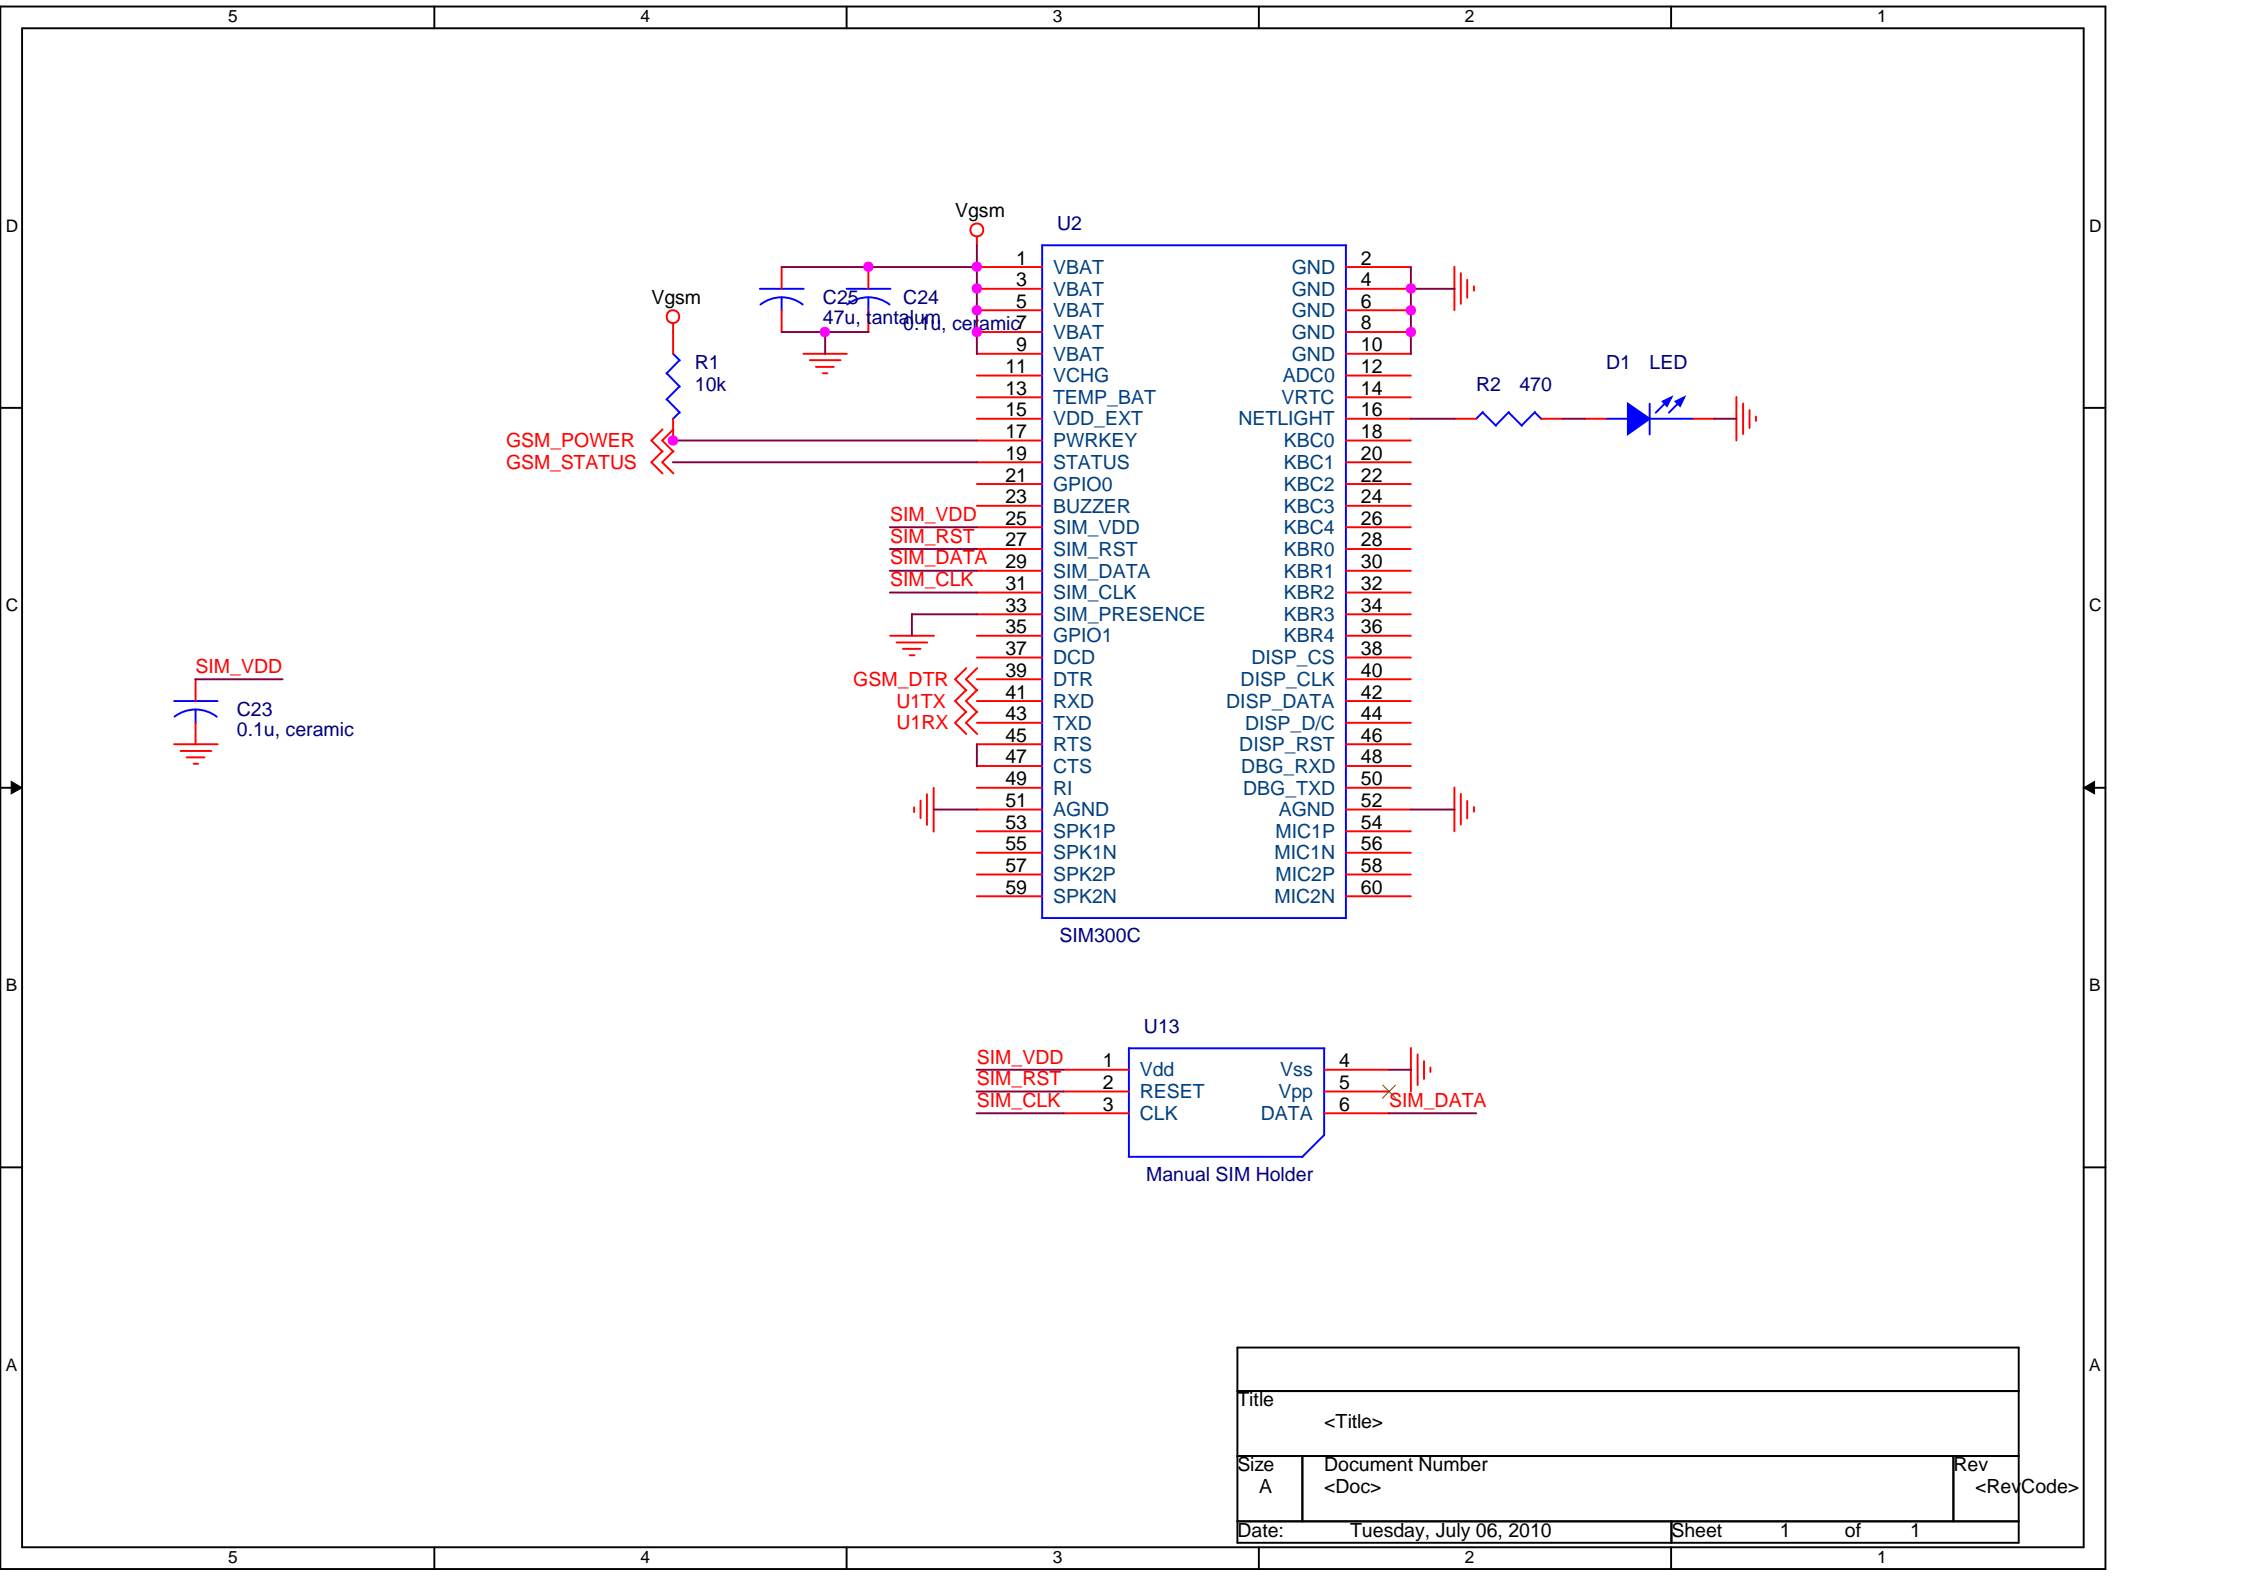 5 4 3 2 1
D D
C C
B B
A A
Vgsm
U2
Vgsm
C25
47u, tantalum
C24
0.1u, ceramic
R1
10k
GSM_POWER
GSM_STATUS
SIM_VDD
SIM_RST
SIM_DATA
SIM_CLK
GSM_DTR
U1TX
U1RX
1 VBAT GND 2
3 VBAT GND 4
5 VBAT GND 6
7 VBAT GND 8
9 VBAT GND 10
11 VCHG ADC0 12
13 TEMP_BAT VRTC 14
15 VDD_EXT NETLIGHT 16
17 PWRKEY KBC0 18
19 STATUS KBC1 20
21 GPIO0 KBC2 22
23 BUZZER KBC3 24
25 SIM_VDD KBC4 26
27 SIM_RST KBR0 28
29 SIM_DATA KBR1 30
31 SIM_CLK KBR2 32
33 SIM_PRESENCE KBR3 34
35 GPIO1 KBR4 36
37 DCD DISP_CS 38
39 DTR DISP_CLK 40
41 RXD DISP_DATA 42
43 TXD DISP_D/C 44
45 RTS DISP_RST 46
47 CTS DBG_RXD 48
49 RI DBG_TXD 50
51 AGND AGND 52
53 SPK1P MIC1P 54
55 SPK1N MIC1N 56
57 SPK2P MIC2P 58
59 SPK2N MIC2N 60
SIM300C
D1 LED
R2 470
SIM_VDD
C23
0.1u, ceramic
U13
SIM_VDD 1 Vdd Vss 4
SIM_RST 2 RESET Vpp 5
SIM_CLK 3 CLK DATA 6 SIM_DATA
Manual SIM Holder
Title
<Title>
Size Document Number Rev
A <Doc> <RevCode>
Date: Tuesday, July 06, 2010 Sheet 1 of 1
5 4 3 2 1